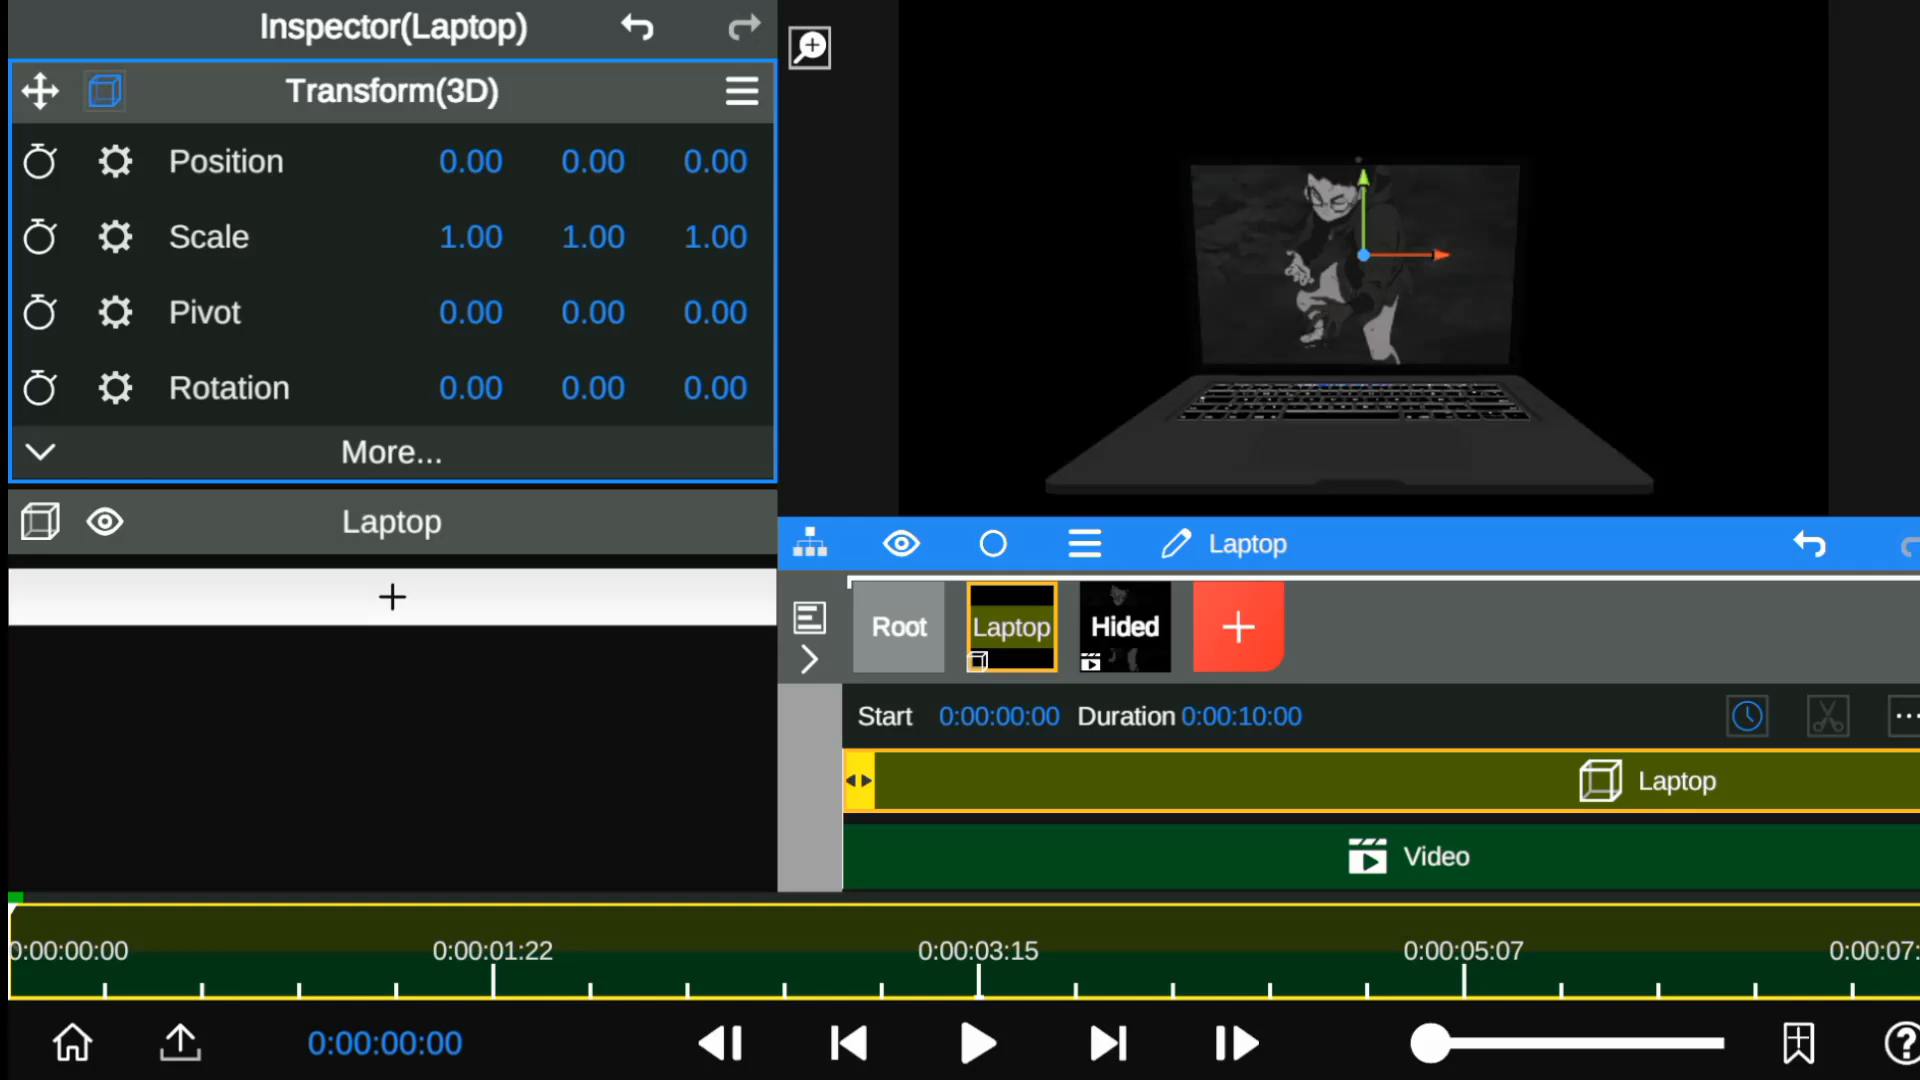 Inspector(Laptop)
Transform(3D)
Position 0.00 0.00 0.00
Scale 1.00 1.00 1.00
Pivot 0.00 0.00 0.00
Rotation 0.00 0.00 0.00
More...
Laptop
+
Laptop
Root Laptop Hided +
Start 0:00:00:00 Duration 0:00:10:00
Laptop
Video
0:00:00:00 0:00:01:22 0:00:03:15 0:00:05:07 0:00:07:
0:00:00:00